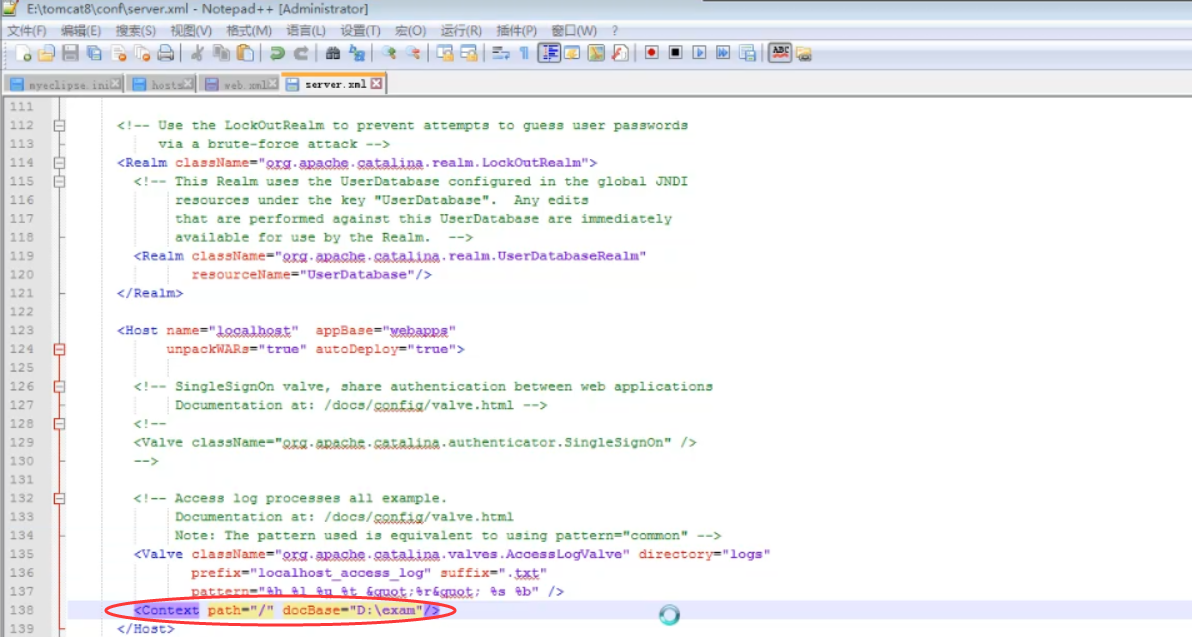 E:\tomcat8\conf\server.xml - Notepad++ [Administrator]
文件(F) 编辑(E) 搜索(S) 视图(V) 格式(M) 语言(L) 设置(T) 宏(O) 运行(R) 插件(P) 窗口(W) ?
myeclipse.ini hosts web.xml server.xml
111
112 <!-- Use the LockOutRealm to prevent attempts to guess user passwords
113 via a brute-force attack -->
114 <Realm className="org.apache.catalina.realm.LockOutRealm">
115 <!-- This Realm uses the UserDatabase configured in the global JNDI
116 resources under the key "UserDatabase".  Any edits
117 that are performed against this UserDatabase are immediately
118 available for use by the Realm.  -->
119 <Realm className="org.apache.catalina.realm.UserDatabaseRealm"
120 resourceName="UserDatabase"/>
121 </Realm>
122
123 <Host name="localhost"  appBase="webapps"
124 unpackWARs="true" autoDeploy="true">
125
126 <!-- SingleSignOn valve, share authentication between web applications
127 Documentation at: /docs/config/valve.html -->
128 <!--
129 <Valve className="org.apache.catalina.authenticator.SingleSignOn" />
130 -->
131
132 <!-- Access log processes all example.
133 Documentation at: /docs/config/valve.html
134 Note: The pattern used is equivalent to using pattern="common" -->
135 <Valve className="org.apache.catalina.valves.AccessLogValve" directory="logs"
136 prefix="localhost_access_log" suffix=".txt"
137 pattern="%h %l %u %t &quot;%r&quot; %s %b" />
138 <Context path="/" docBase="D:\exam"/>
139 </Host>